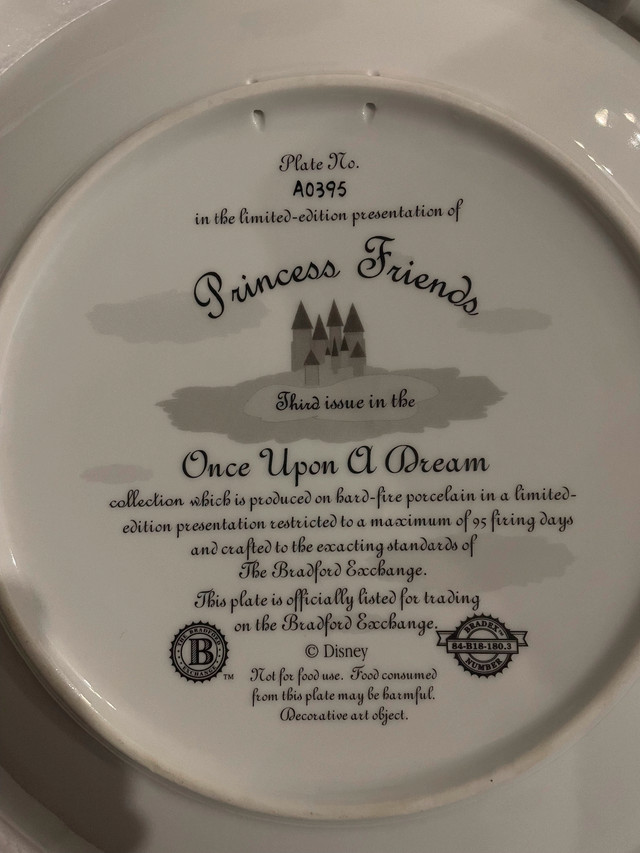 Plate No.
A0395
in the limited-edition presentation of
Princess Friends
Third issue in the
Once Upon A Dream
collection which is produced on hard-fire porcelain in a limited-
edition presentation restricted to a maximum of 95 firing days
and crafted to the exacting standards of
The Bradford Exchange.
This plate is officially listed for trading
on the Bradford Exchange.
THE BRADFORD
B
EXCHANGE
TM
© Disney
BRADEX™
84-B18-180.3
NUMBER
Not for food use. Food consumed
from this plate may be harmful.
Decorative art object.